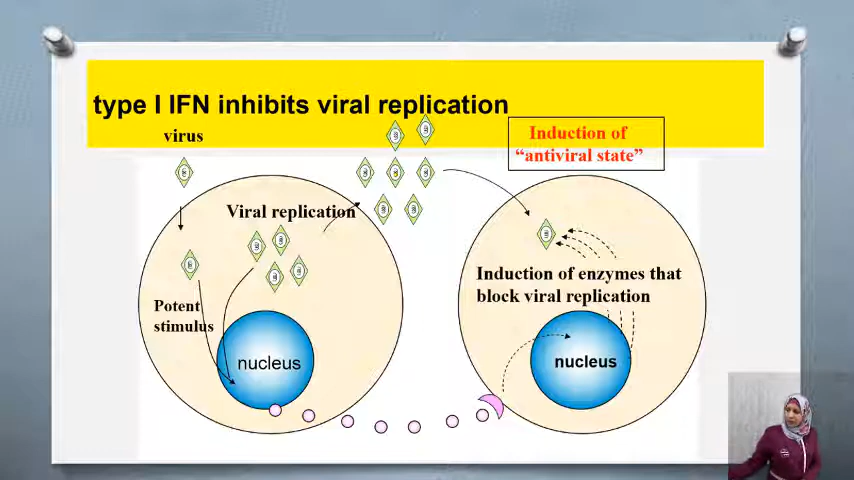 type I IFN inhibits viral replication
virus
Induction of
“antiviral state”
Viral replication
Potent
stimulus
nucleus
Induction of enzymes that
block viral replication
nucleus